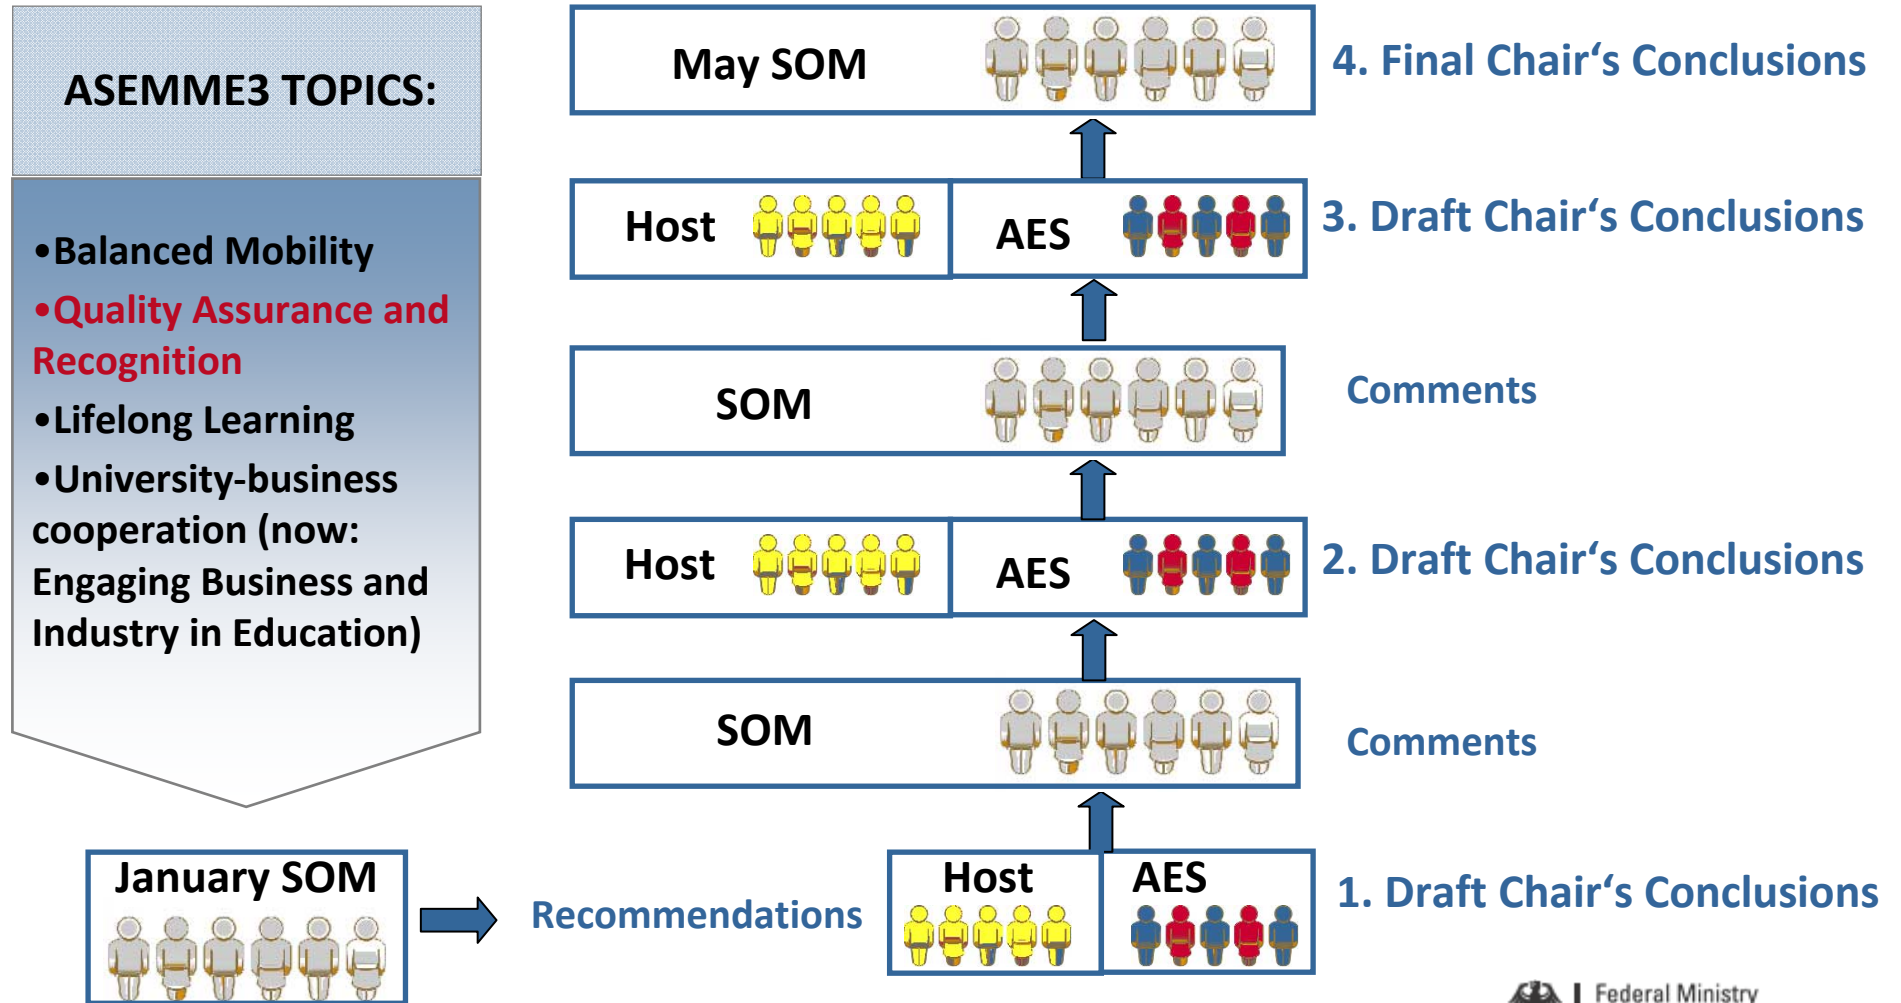 ASEMME3 TOPICS:
•Balanced Mobility
•Quality Assurance and
Recognition
•Lifelong Learning
•University-business
cooperation (now:
Engaging Business and
Industry in Education)
May SOM
4. Final Chair‘s Conclusions
Host
AES
3. Draft Chair‘s Conclusions
SOM
Comments
Host
AES
2. Draft Chair‘s Conclusions
SOM
Comments
January SOM
Recommendations
Host
AES
1. Draft Chair‘s Conclusions
Federal Ministry